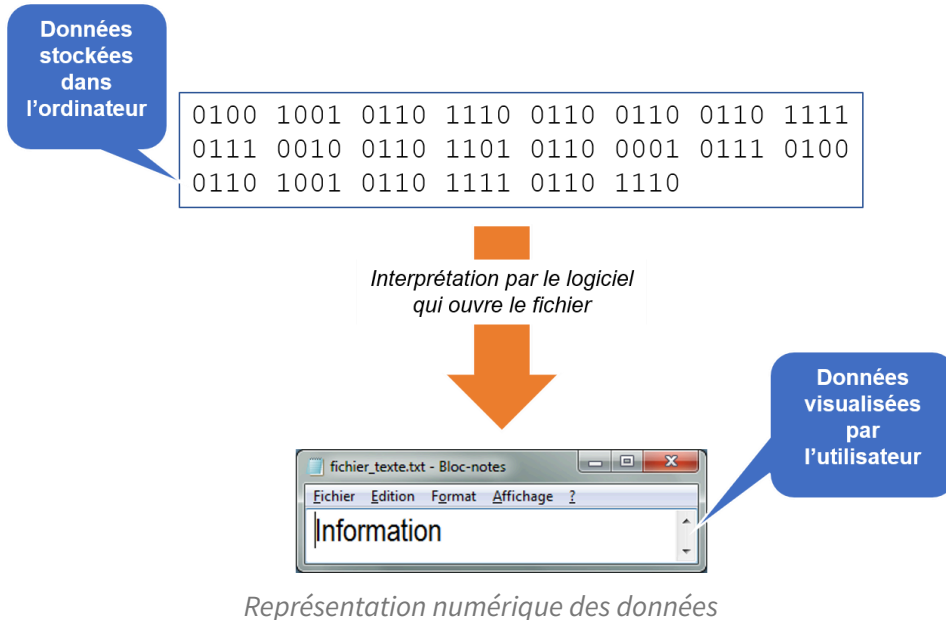 Données
stockées
dans
l'ordinateur
0100 1001 0110 1110 0110 0110 0110 1111
0111 0010 0110 1101 0110 0001 0111 0100
0110 1001 0110 1111 0110 1110
Interprétation par le logiciel
qui ouvre le fichier
Données
visualisées
par
l'utilisateur
fichier_texte.txt - Bloc-notes
Fichier Edition Format Affichage ?
Information
Représentation numérique des données